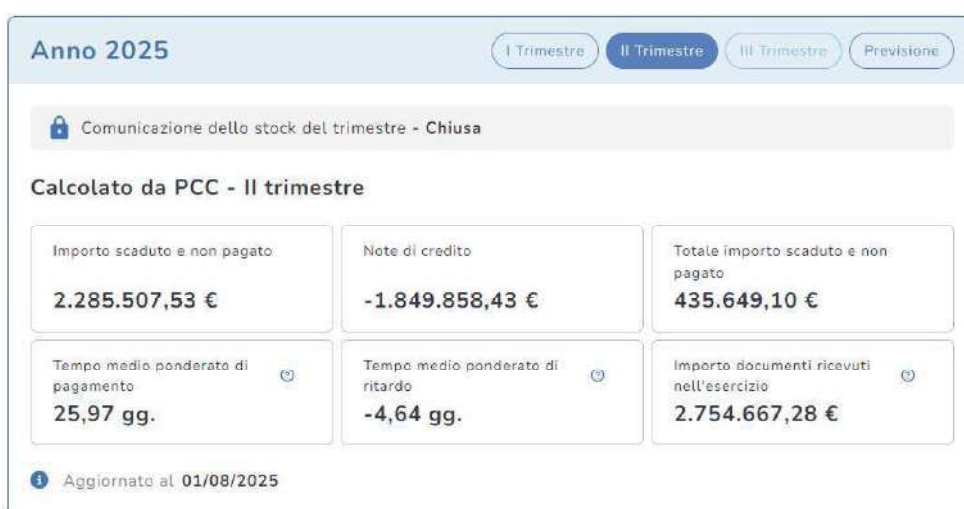 Anno 2025
I Trimestre
II Trimestre
III Trimestre
Previsione
Comunicazione dello stock del trimestre - Chiusa
Calcolato da PCC - II trimestre
Importo scaduto e non pagato
2.285.507,53 €
Note di credito
-1.849.858,43 €
Totale importo scaduto e non
pagato
435.649,10 €
Tempo medio ponderato di
pagamento
25,97 gg.
Tempo medio ponderato di
ritardo
-4,64 gg.
Importo documenti ricevuti
nell'esercizio
2.754.667,28 €
Aggiornato al 01/08/2025